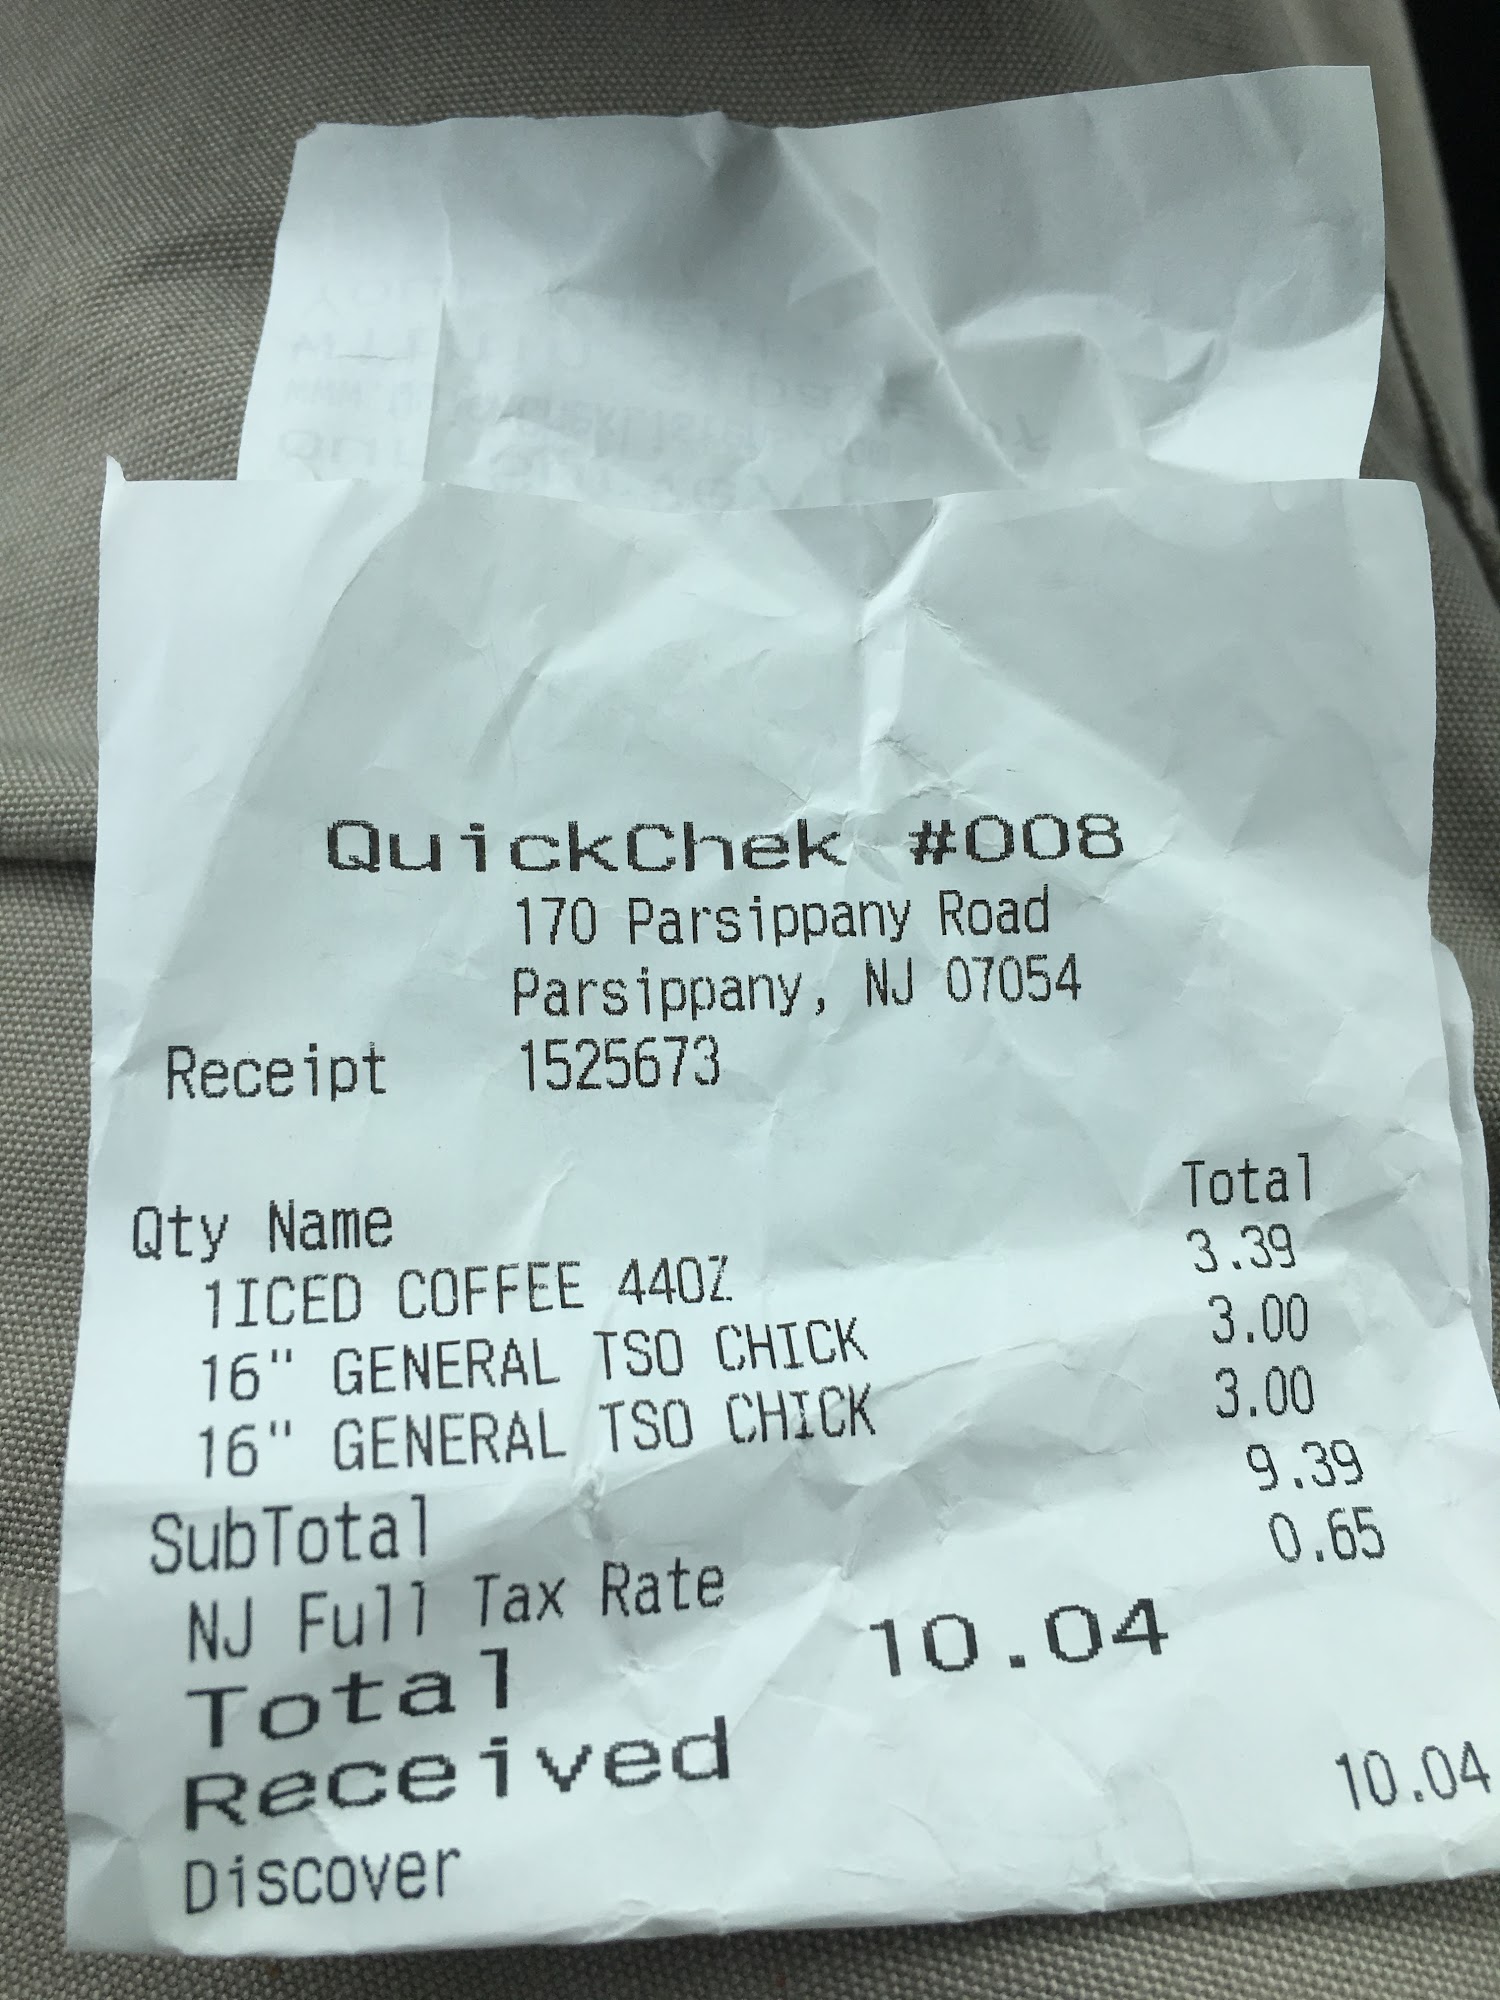 QuickChek #008
170 Parsippany Road
Parsippany, NJ 07054
Receipt 1525673
Qty Name Total
1ICED COFFEE 44OZ 3.39
16" GENERAL TSO CHICK 3.00
16" GENERAL TSO CHICK 3.00
SubTotal 9.39
NJ Full Tax Rate 0.65
Total 10.04
Received
Discover 10.04